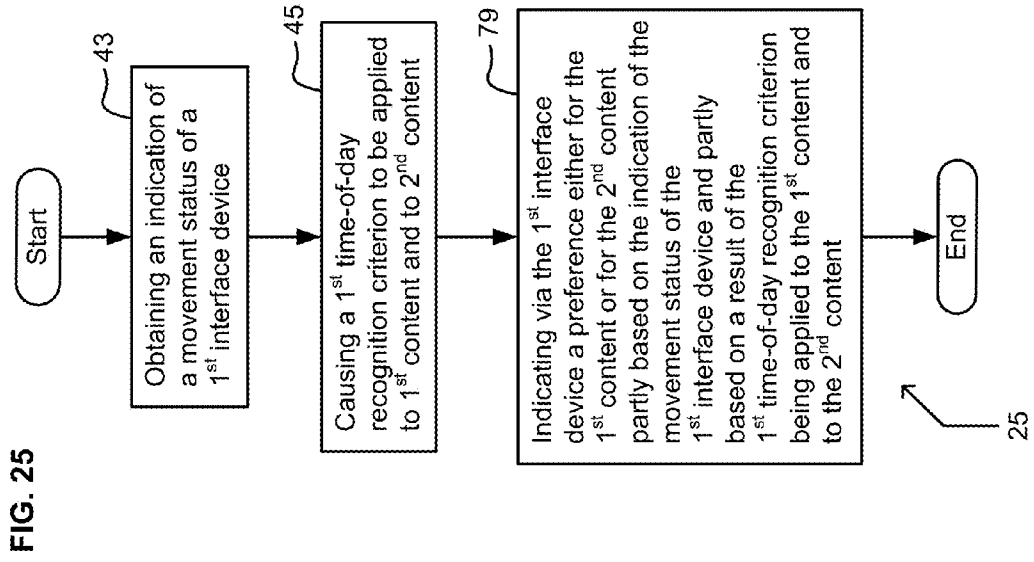 FIG. 25
Start
43
Obtaining an indication of
a movement status of a
1st interface device
45
Causing a 1st time-of-day
recognition criterion to be applied
to 1st content and to 2nd content
79
Indicating via the 1st interface
device a preference either for the
1st content or for the 2nd content
partly based on the indication of the
movement status of the
1st interface device and partly
based on a result of the
1st time-of-day recognition criterion
being applied to the 1st content and
to the 2nd content
End
25